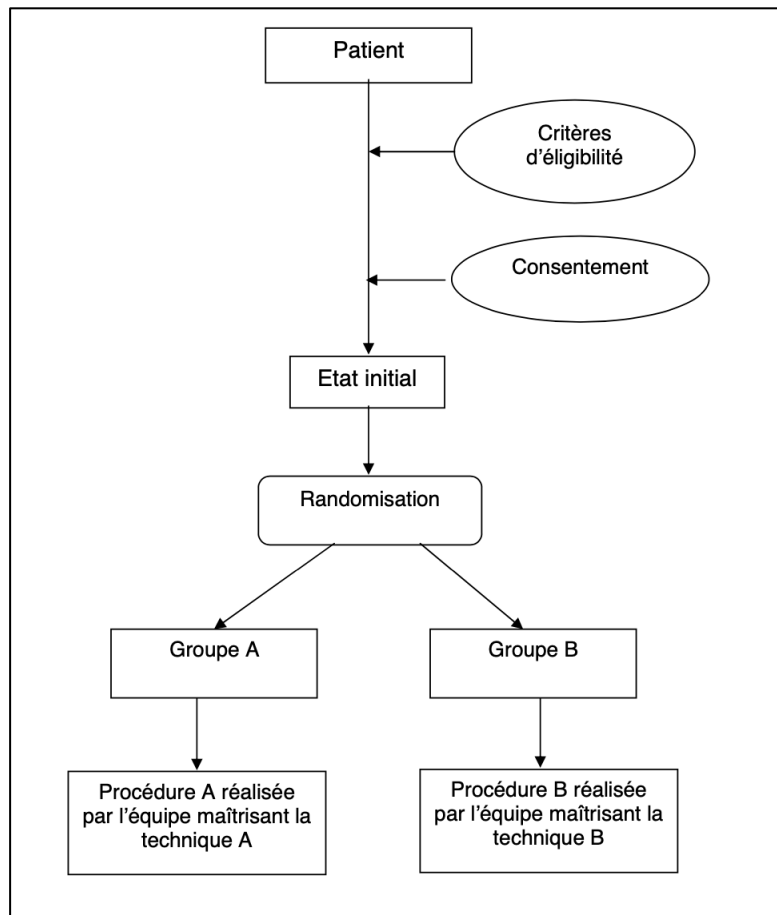 Patient
Critères
d'éligibilité
Consentement
Etat initial
Randomisation
Groupe A
Groupe B
Procédure A réalisée
par l'équipe maîtrisant la
technique A
Procédure B réalisée
par l'équipe maîtrisant la
technique B